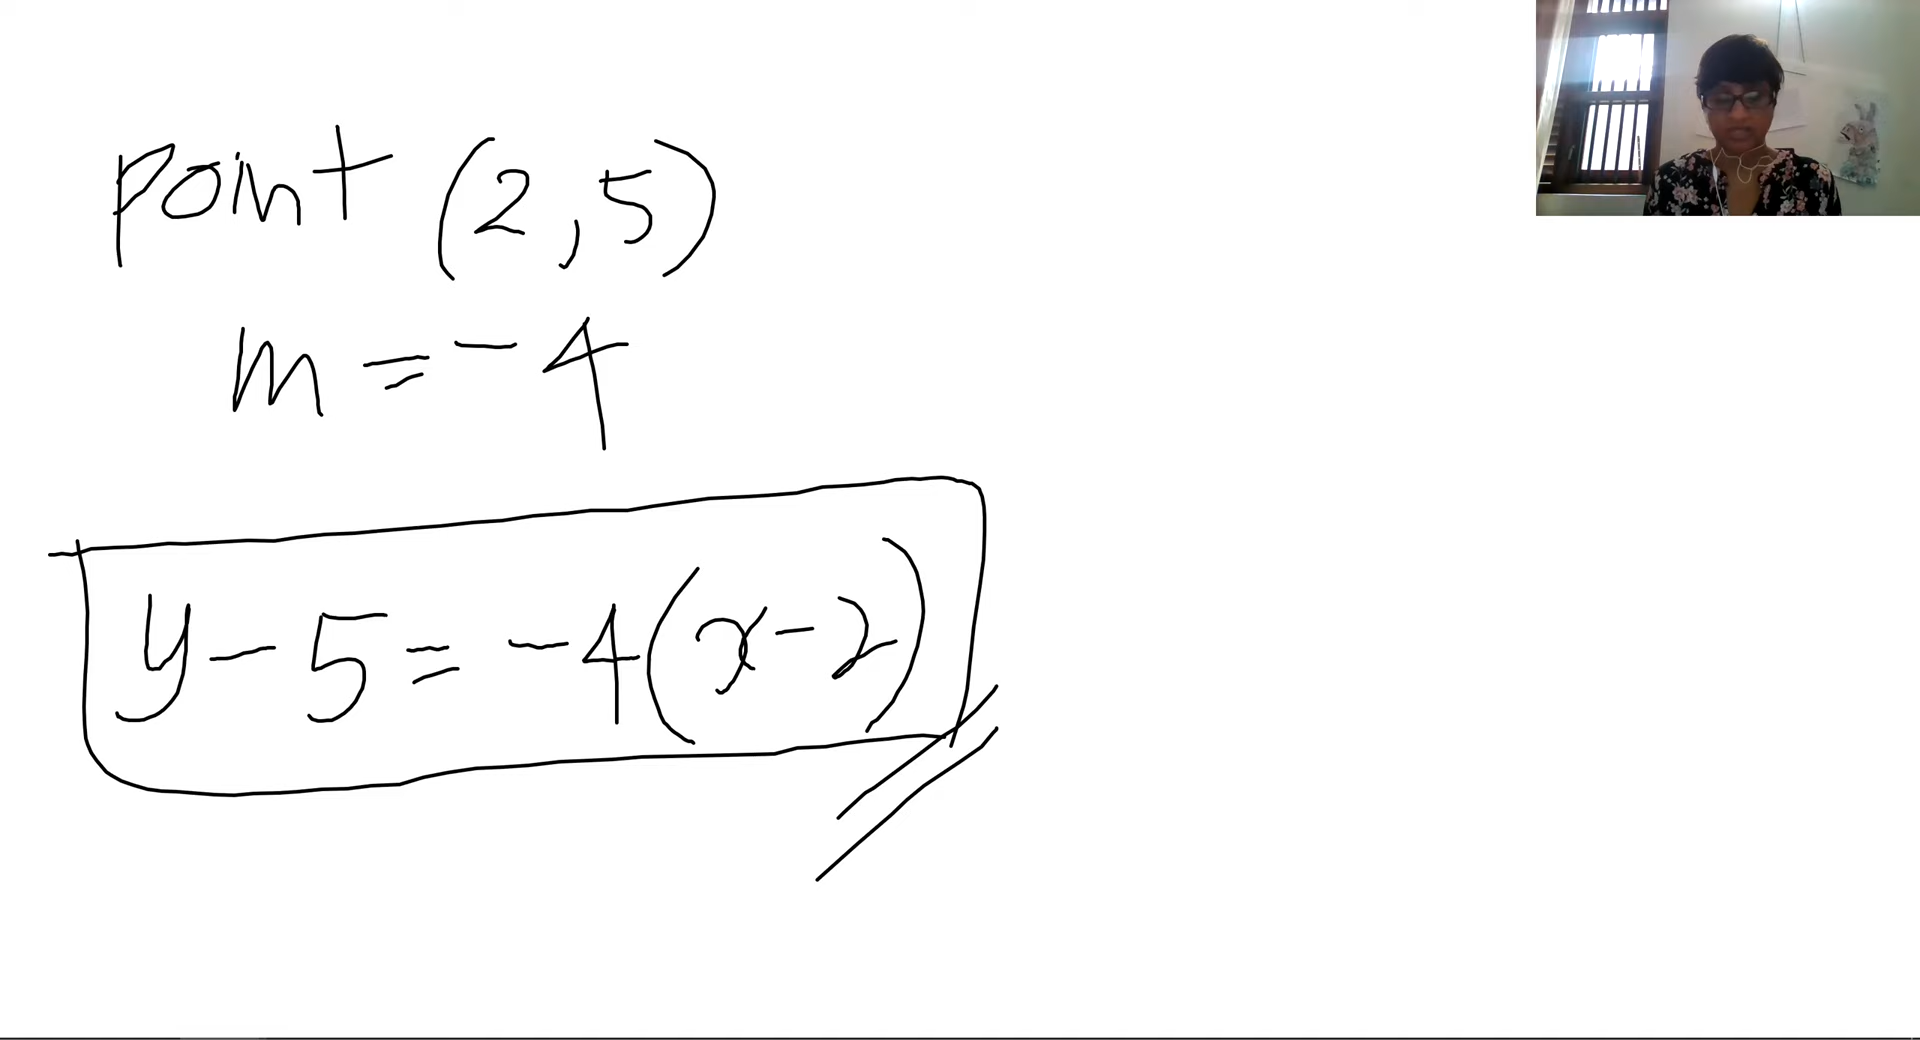 point (2,5)
m = -4
y - 5 = -4(x - 2)